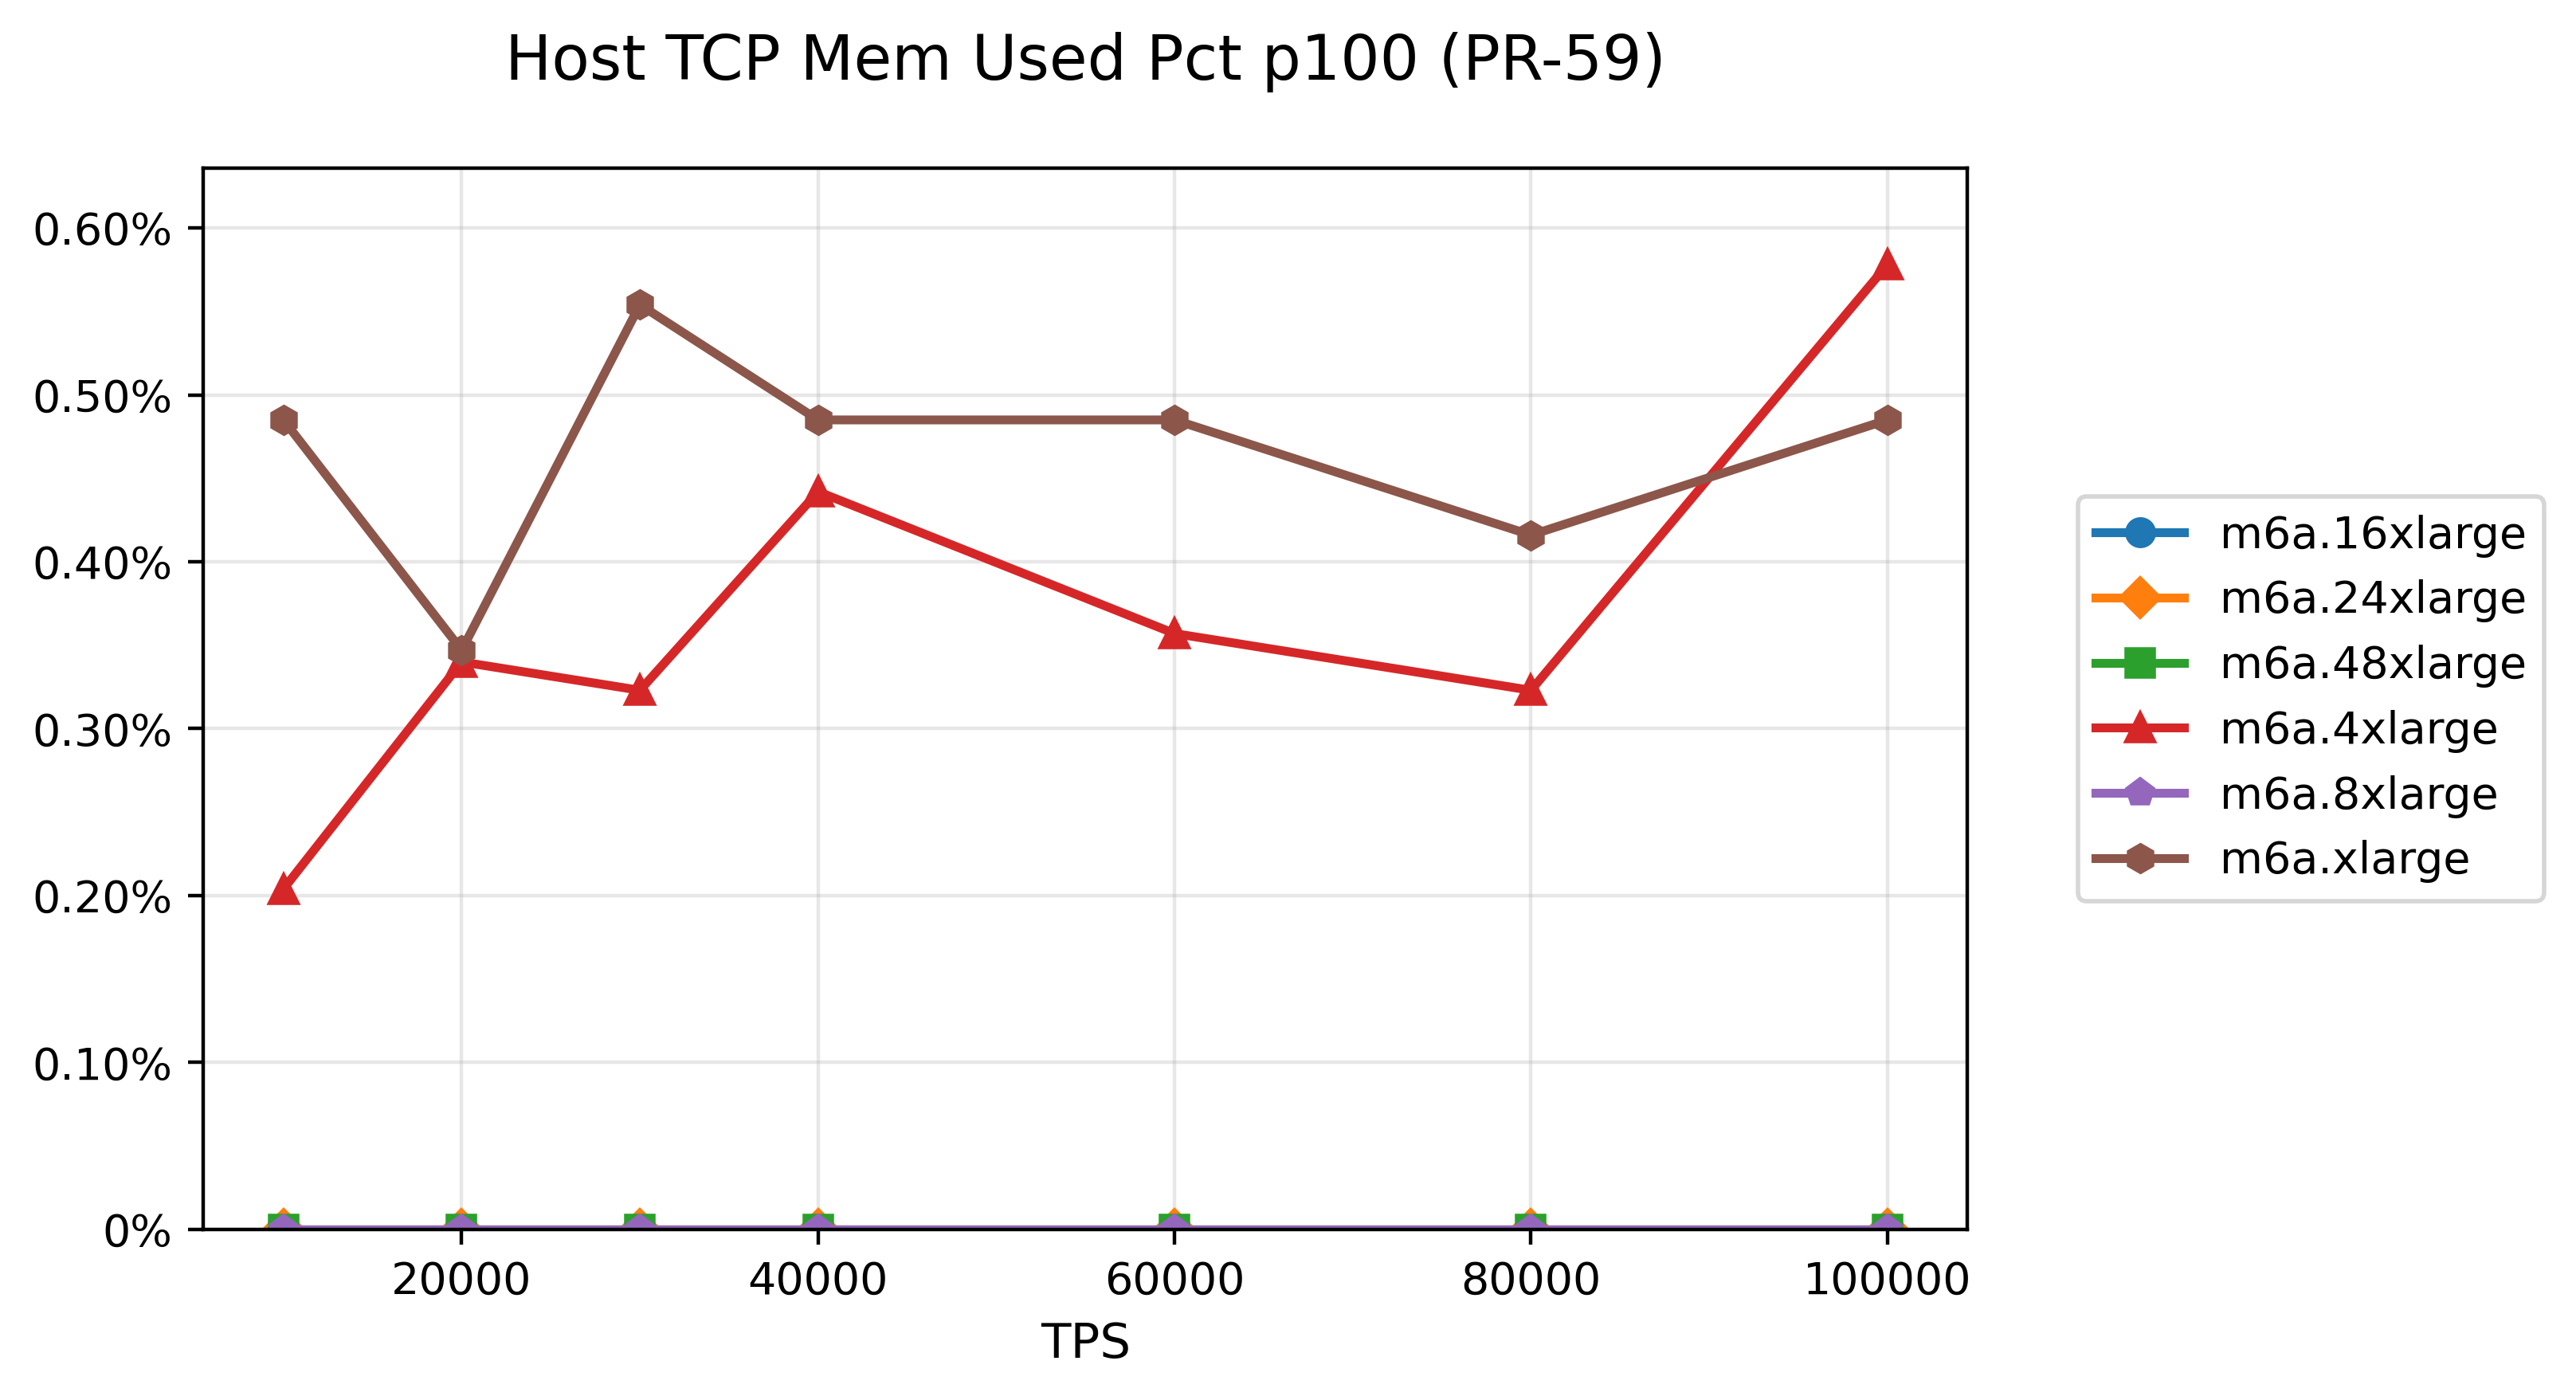 Host TCP Mem Used Pct p100 (PR-59)
0.60%
0.50%
0.40%
0.30%
0.20%
0.10%
0%
20000 40000 60000 80000 100000
TPS
m6a.16xlarge
m6a.24xlarge
m6a.48xlarge
m6a.4xlarge
m6a.8xlarge
m6a.xlarge